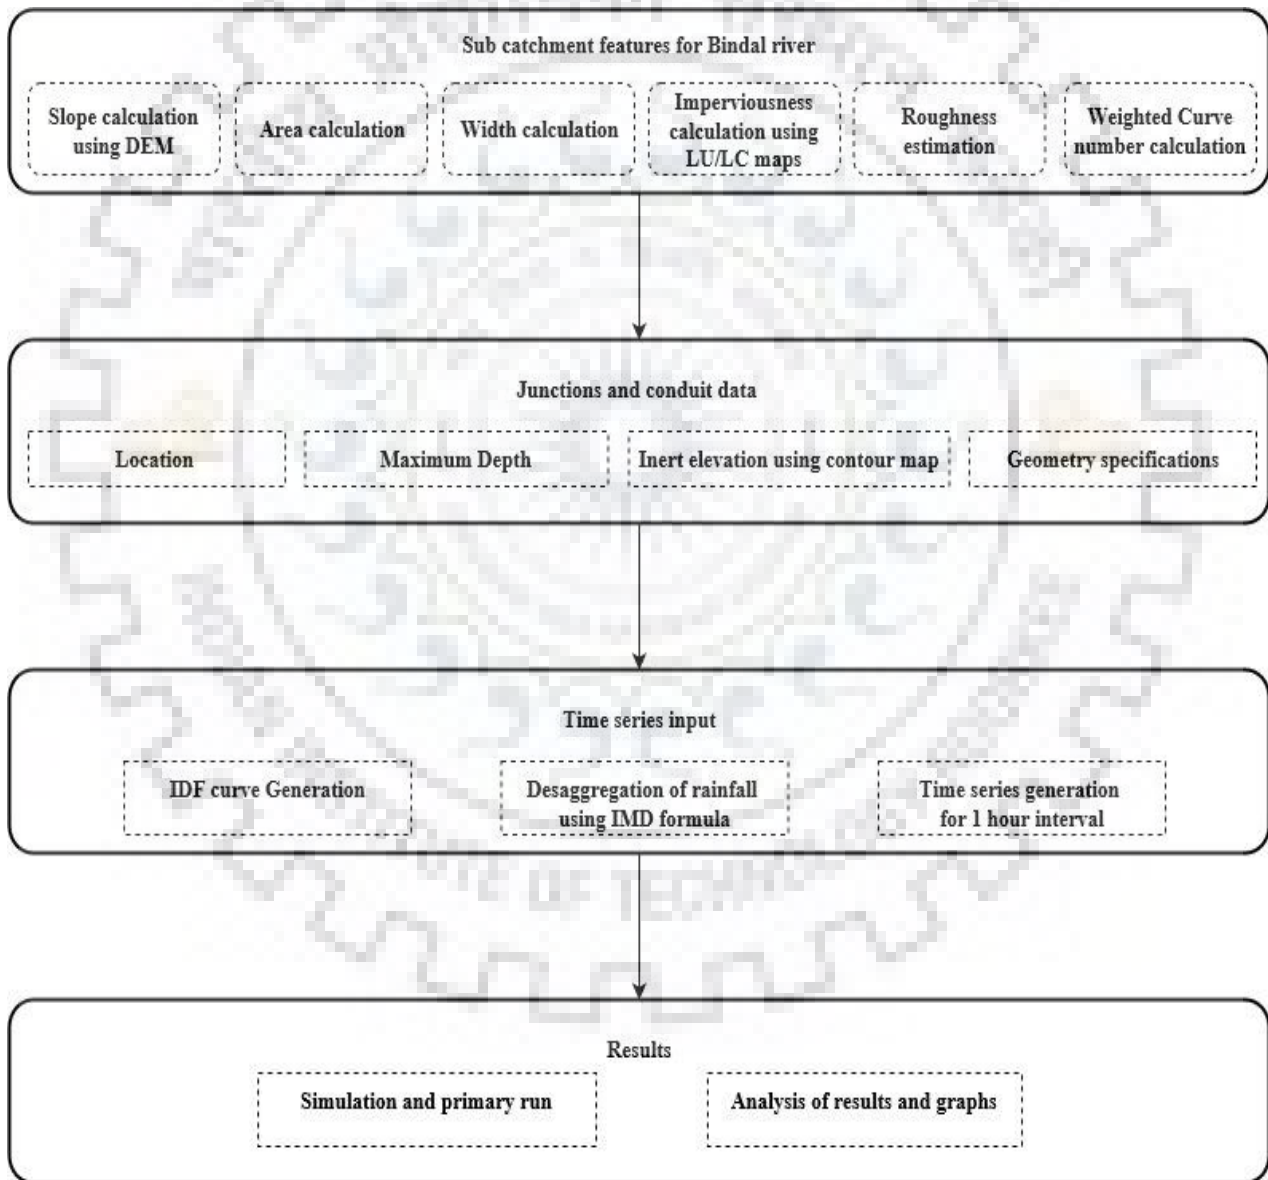 Sub catchment features for Bindal river
Slope calculation
using DEM
Area calculation
Width calculation
Imperviousness
calculation using
LU/LC maps
Roughness
estimation
Weighted Curve
number calculation
Junctions and conduit data
Location
Maximum Depth
Inert elevation using contour map
Geometry specifications
Time series input
IDF curve Generation
Desaggregation of rainfall
using IMD formula
Time series generation
for 1 hour interval
OF
Results
Simulation and primary run
Analysis of results and graphs